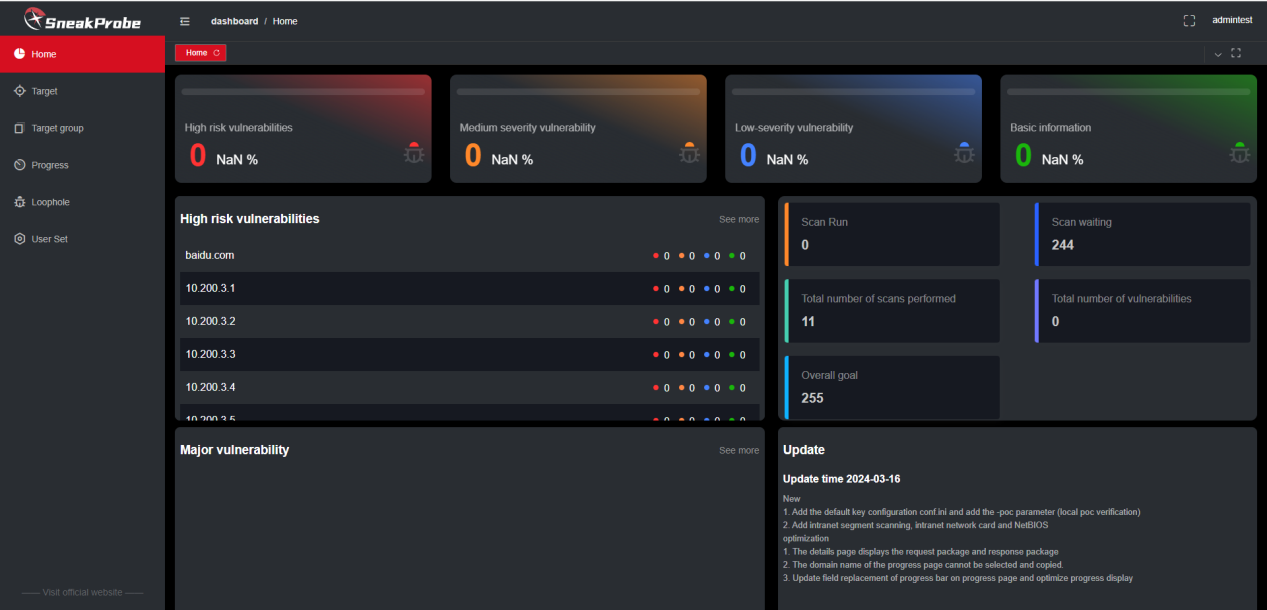 SneakProbe
dashboard / Home
admintest
Home
Home
Target
Target group
Progress
Loophole
User Set
High risk vulnerabilities
0 NaN %
Medium severity vulnerability
0 NaN %
Low-severity vulnerability
0 NaN %
Basic information
0 NaN %
High risk vulnerabilities
See more
baidu.com 0 0 0 0
10.200.3.1 0 0 0 0
10.200.3.2 0 0 0 0
10.200.3.3 0 0 0 0
10.200.3.4 0 0 0 0
10.200.3.5 0 0 0 0
Scan Run
0
Scan waiting
244
Total number of scans performed
11
Total number of vulnerabilities
0
Overall goal
255
Major vulnerability
See more
Update
Update time 2024-03-16
New
1. Add the default key configuration conf.ini and add the -poc parameter (local poc verification)
2. Add intranet segment scanning, intranet network card and NetBIOS
optimization
1. The details page displays the request package and response package
2. The domain name of the progress page cannot be selected and copied.
3. Update field replacement of progress bar on progress page and optimize progress display
Visit official website